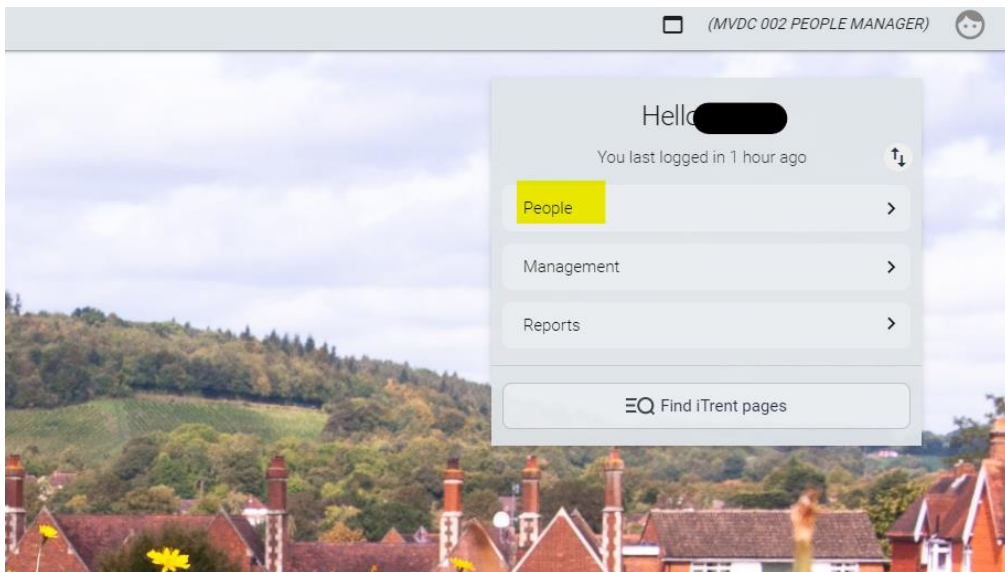 (MVDC 002 PEOPLE MANAGER)
Hello
You last logged in 1 hour ago
People
Management
Reports
Find iTrent pages